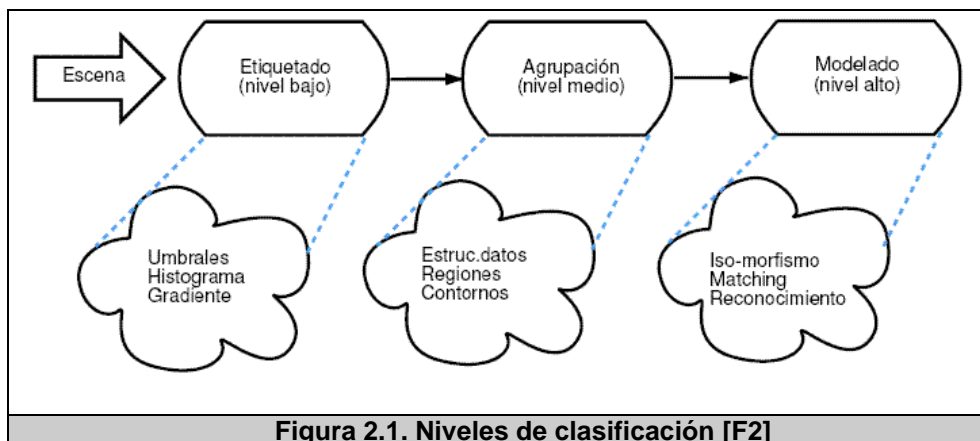 Escena
Etiquetado
(nivel bajo)
Agrupación
(nivel medio)
Modelado
(nivel alto)
Umbrales
Histograma
Gradiente
Estruc.datos
Regiones
Contornos
Iso-morfismo
Matching
Reconocimiento
Figura 2.1. Niveles de clasificación [F2]